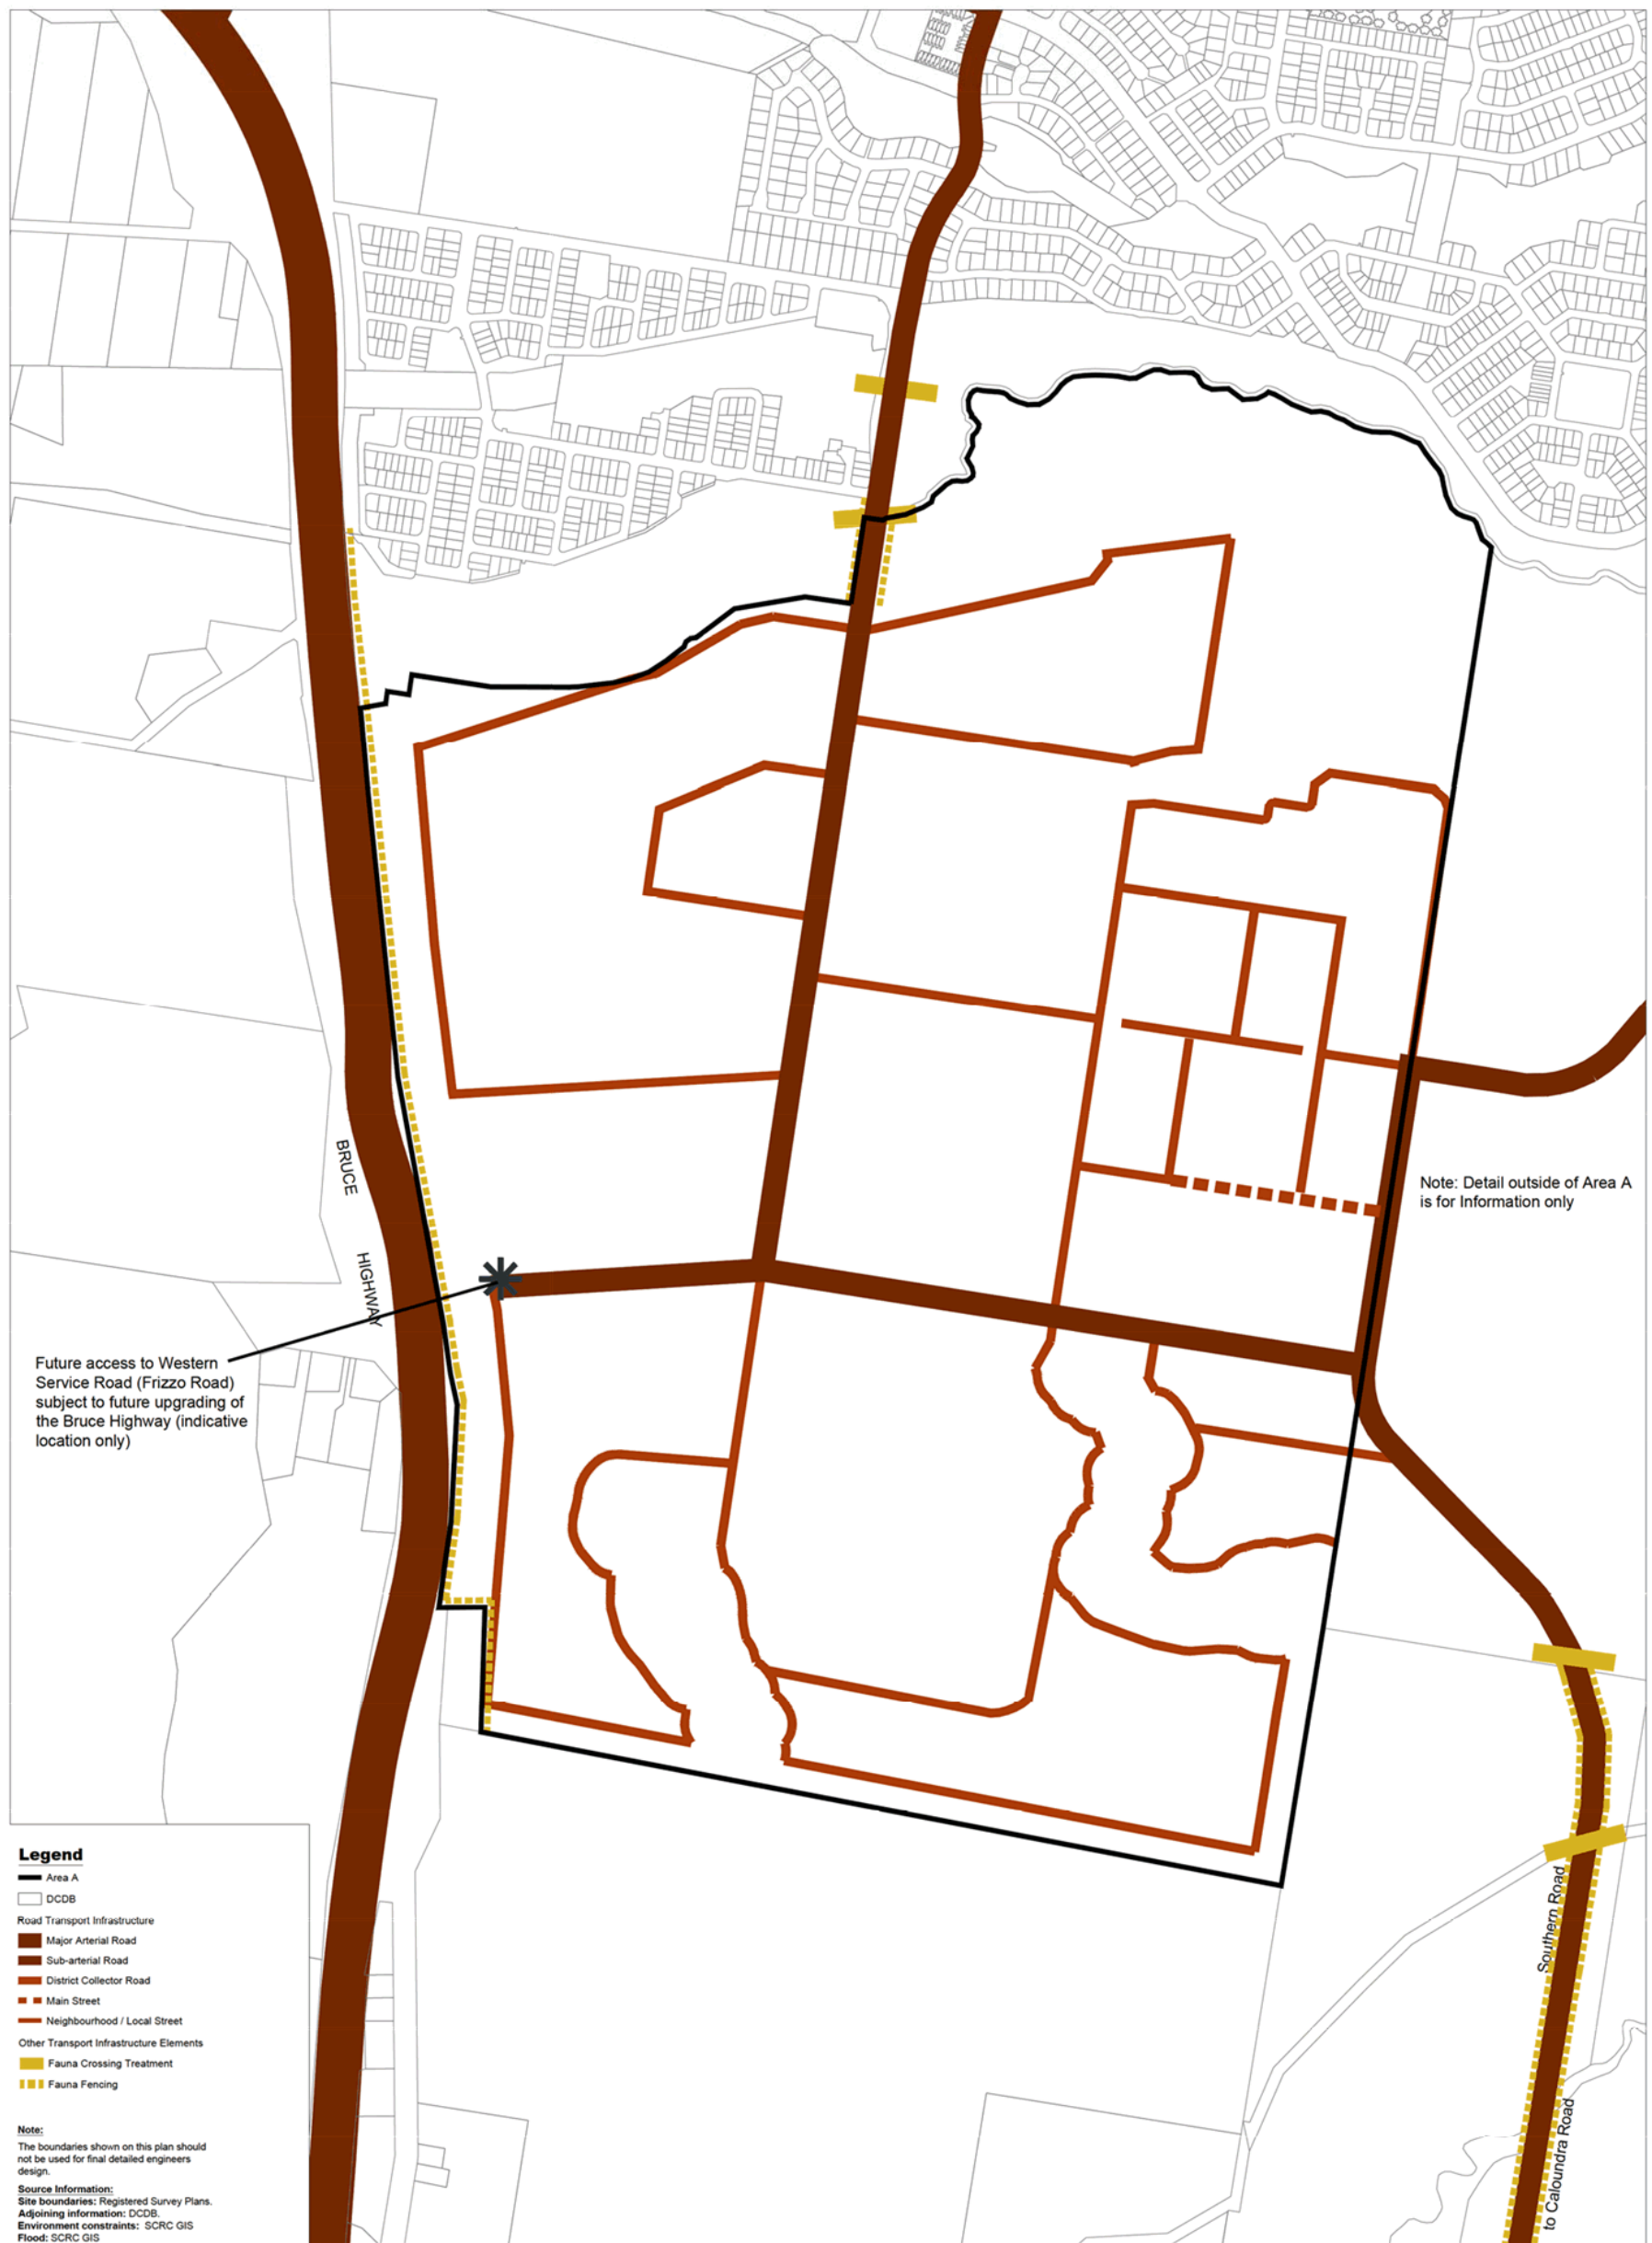 BRUCE
HIGHWAY
Note: Detail outside of Area A
is for Information only
Future access to Western
Service Road (Frizzo Road)
subject to future upgrading of
the Bruce Highway (indicative
location only)
Southern Road
to Caloundra Road
Legend
Area A
DCDB
Road Transport Infrastructure
Major Arterial Road
Sub-arterial Road
District Collector Road
Main Street
Neighbourhood / Local Street
Other Transport Infrastructure Elements
Fauna Crossing Treatment
Fauna Fencing
Note:
The boundaries shown on this plan should
not be used for final detailed engineers
design.
Source Information:
Site boundaries: Registered Survey Plans.
Adjoining information: DCDB.
Environment constraints: SCRC GIS
Flood: SCRC GIS